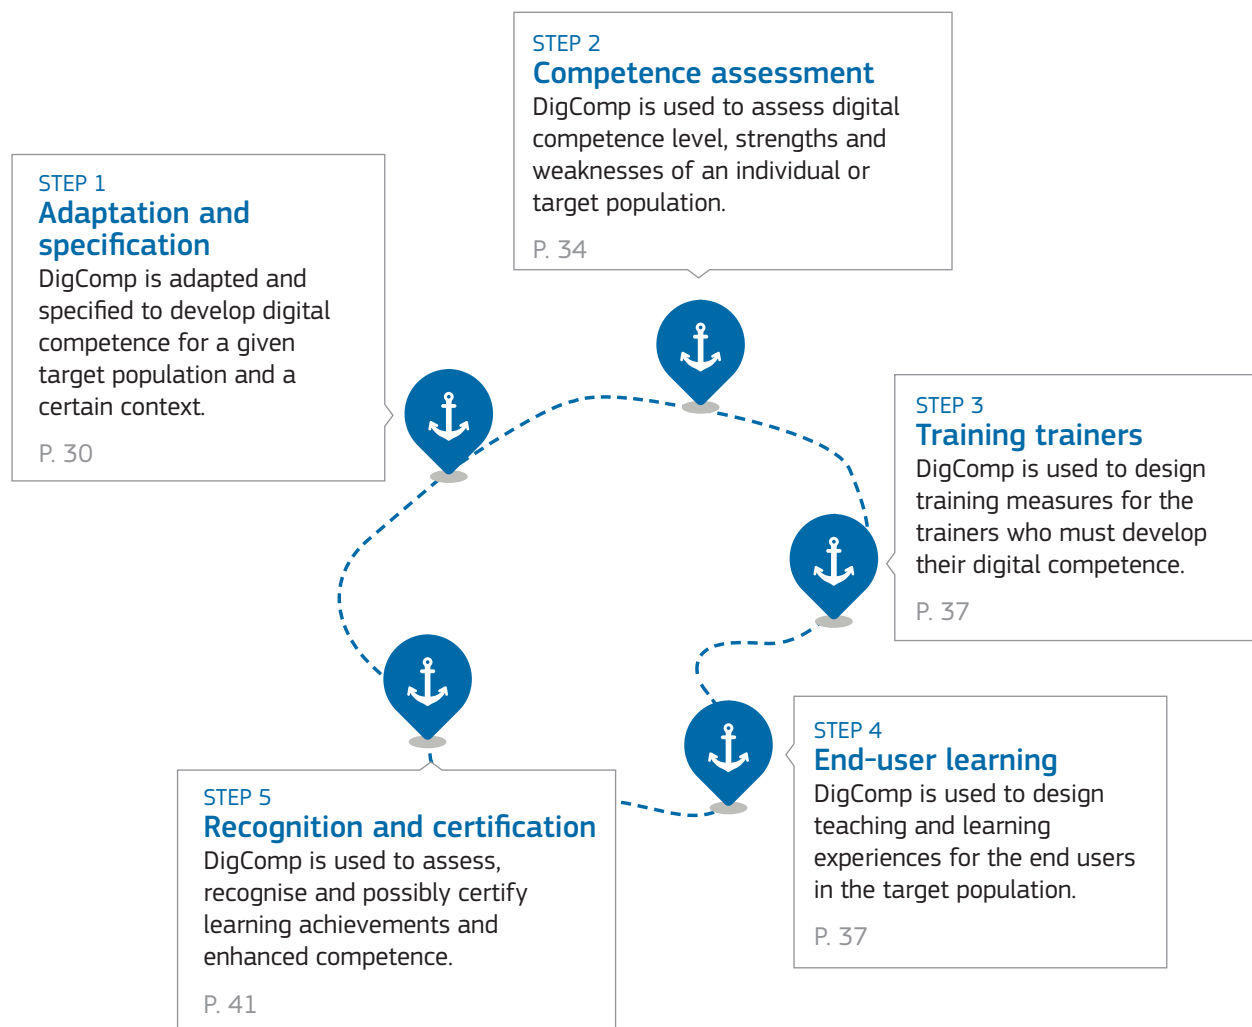 STEP 1
Adaptation and
specification
DigComp is adapted and
specified to develop digital
competence for a given
target population and a
certain context.
P. 30
STEP 2
Competence assessment
DigComp is used to assess digital
competence level, strengths and
weaknesses of an individual or
target population.
P. 34
STEP 3
Training trainers
DigComp is used to design
training measures for the
trainers who must develop
their digital competence.
P. 37
STEP 4
End-user learning
DigComp is used to design
teaching and learning
experiences for the end users
in the target population.
P. 37
STEP 5
Recognition and certification
DigComp is used to assess,
recognise and possibly certify
learning achievements and
enhanced competence.
P. 41